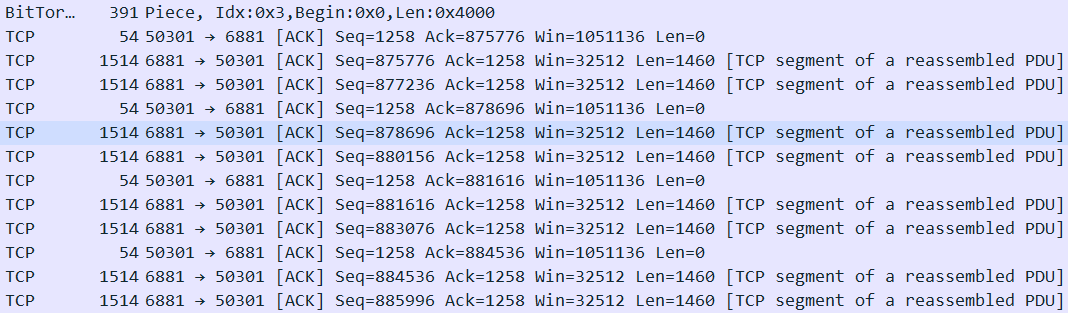 BitTor… 391 Piece, Idx:0x3,Begin:0x0,Len:0x4000
TCP 54 50301 → 6881 [ACK] Seq=1258 Ack=875776 Win=1051136 Len=0
TCP 1514 6881 → 50301 [ACK] Seq=875776 Ack=1258 Win=32512 Len=1460 [TCP segment of a reassembled PDU]
TCP 1514 6881 → 50301 [ACK] Seq=877236 Ack=1258 Win=32512 Len=1460 [TCP segment of a reassembled PDU]
TCP 54 50301 → 6881 [ACK] Seq=1258 Ack=878696 Win=1051136 Len=0
TCP 1514 6881 → 50301 [ACK] Seq=878696 Ack=1258 Win=32512 Len=1460 [TCP segment of a reassembled PDU]
TCP 1514 6881 → 50301 [ACK] Seq=880156 Ack=1258 Win=32512 Len=1460 [TCP segment of a reassembled PDU]
TCP 54 50301 → 6881 [ACK] Seq=1258 Ack=881616 Win=1051136 Len=0
TCP 1514 6881 → 50301 [ACK] Seq=881616 Ack=1258 Win=32512 Len=1460 [TCP segment of a reassembled PDU]
TCP 1514 6881 → 50301 [ACK] Seq=883076 Ack=1258 Win=32512 Len=1460 [TCP segment of a reassembled PDU]
TCP 54 50301 → 6881 [ACK] Seq=1258 Ack=884536 Win=1051136 Len=0
TCP 1514 6881 → 50301 [ACK] Seq=884536 Ack=1258 Win=32512 Len=1460 [TCP segment of a reassembled PDU]
TCP 1514 6881 → 50301 [ACK] Seq=885996 Ack=1258 Win=32512 Len=1460 [TCP segment of a reassembled PDU]